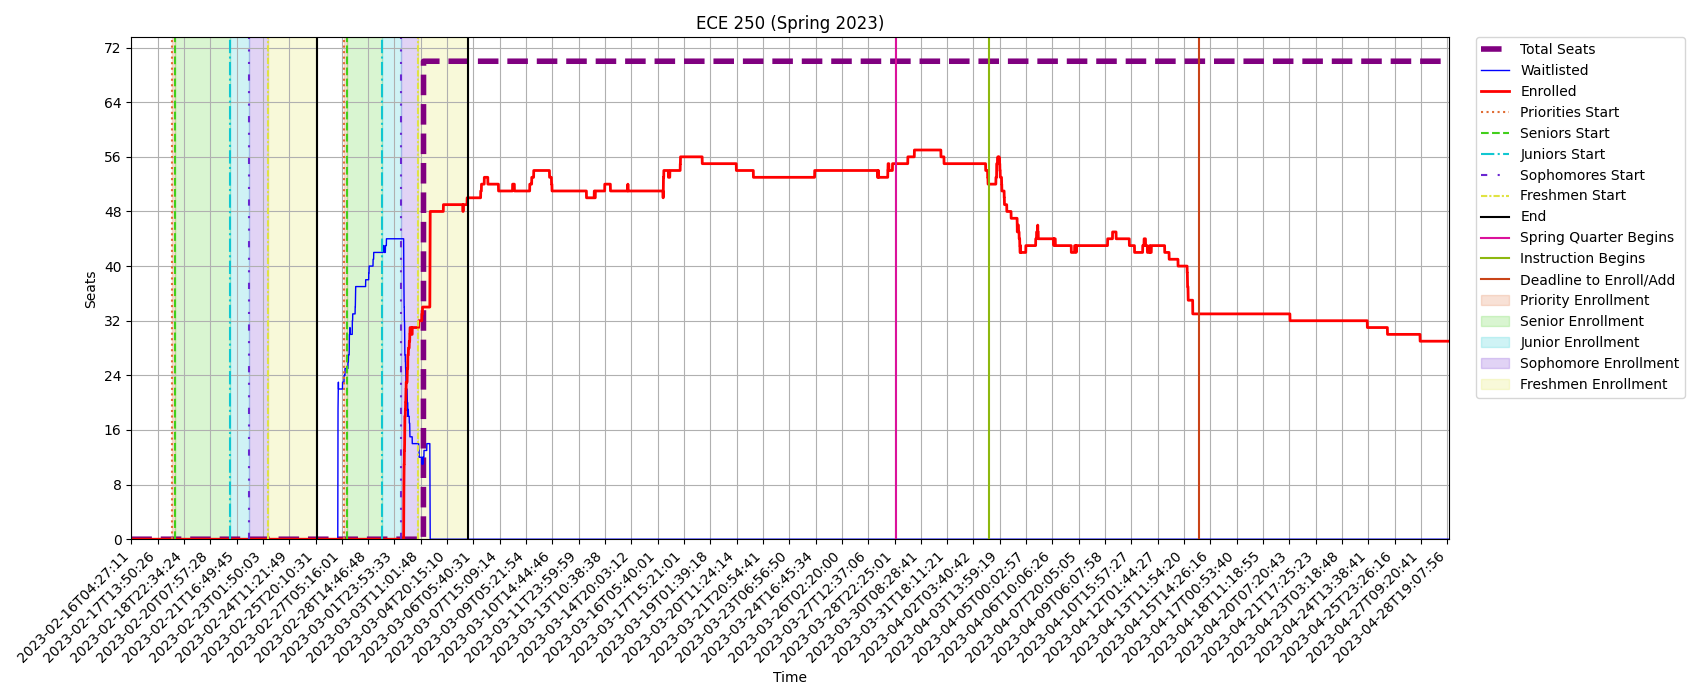 ECE 250 (Spring 2023)
72
64
56
48
40
32
24
16
8
0
Seats
2023-02-16T04:27:11
2023-02-17T13:50:26
2023-02-18T22:34:24
2023-02-20T07:57:28
2023-02-21T16:49:45
2023-02-23T01:50:03
2023-02-24T11:21:49
2023-02-25T20:10:31
2023-02-27T05:16:01
2023-02-28T14:46:48
2023-03-01T23:53:33
2023-03-03T11:01:48
2023-03-04T20:15:10
2023-03-06T05:40:31
2023-03-07T15:09:14
2023-03-09T05:21:54
2023-03-10T14:44:46
2023-03-11T23:59:59
2023-03-13T10:38:38
2023-03-14T20:03:12
2023-03-16T05:40:01
2023-03-17T15:21:01
2023-03-19T01:39:18
2023-03-20T11:24:14
2023-03-21T20:54:41
2023-03-23T06:56:50
2023-03-24T16:45:34
2023-03-26T02:20:00
2023-03-27T12:37:06
2023-03-28T22:25:01
2023-03-30T08:28:41
2023-03-31T18:11:21
2023-04-02T03:40:42
2023-04-03T13:59:19
2023-04-05T00:02:57
2023-04-06T10:06:26
2023-04-07T20:05:05
2023-04-09T06:07:58
2023-04-10T15:57:27
2023-04-12T01:44:27
2023-04-13T11:54:20
2023-04-15T14:26:16
2023-04-17T00:53:40
2023-04-18T11:18:55
2023-04-20T07:20:43
2023-04-21T17:25:23
2023-04-23T03:18:48
2023-04-24T13:38:41
2023-04-25T23:26:16
2023-04-27T09:20:41
2023-04-28T19:07:56
Time
Total Seats
Waitlisted
Enrolled
Priorities Start
Seniors Start
Juniors Start
Sophomores Start
Freshmen Start
End
Spring Quarter Begins
Instruction Begins
Deadline to Enroll/Add
Priority Enrollment
Senior Enrollment
Junior Enrollment
Sophomore Enrollment
Freshmen Enrollment